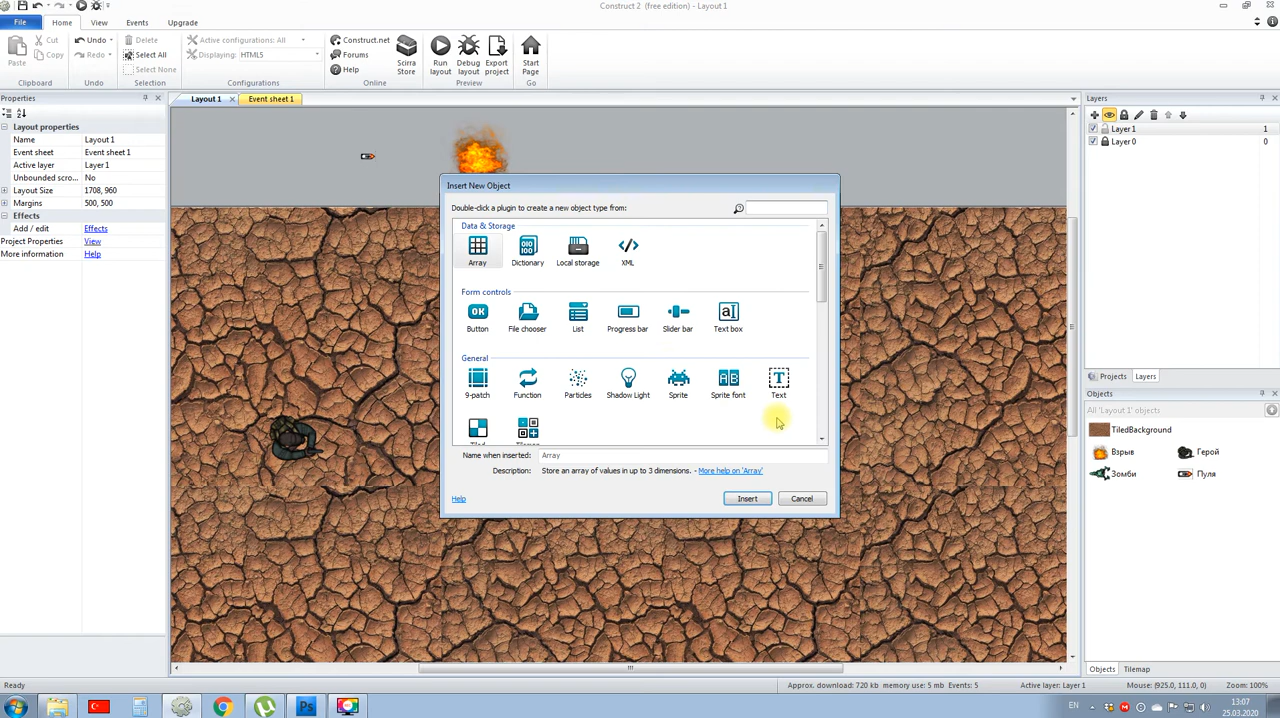 Construct 2 (free edition) - Layout 1
File
Home
View
Events
Upgrade
Paste
Cut
Copy
Clipboard
Undo
Redo
Undo
Delete
Select All
Select None
Selection
Active configurations: All
Displaying: HTML5
Configurations
Construct.net
Forums
Help
Online
Scirra
Store
Run
layout
Debug
layout
Export
project
Preview
Start
Page
Go
Properties
Layout properties
Name Layout 1
Event sheet Event sheet 1
Active layer Layer 1
Unbounded scro... No
Layout Size 1708, 960
Margins 500, 500
Effects
Add / edit Effects
Project Properties View
More information Help
Layout 1
Event sheet 1
Insert New Object
Double-click a plugin to create a new object type from:
Data & Storage
Array
Dictionary
Local storage
XML
Form controls
Button
File chooser
List
Progress bar
Slider bar
Text box
General
9-patch
Function
Particles
Shadow Light
Sprite
Sprite font
Text
Name when inserted: Array
Description: Store an array of values in up to 3 dimensions. - More help on 'Array'
Help
Insert
Cancel
Layers
Layer 1 1
Layer 0 0
Projects
Layers
Objects
All 'Layout 1' objects
TiledBackground
Взрыв
Герой
Зомби
Пуля
Objects
Tilemap
Ready
Approx. download: 720 kb memory use: 5 mb Events: 5
Active layer: Layer 1
Mouse: (925.0, 111.0, 0)
Zoom: 100%
EN
13:07
25.03.2020